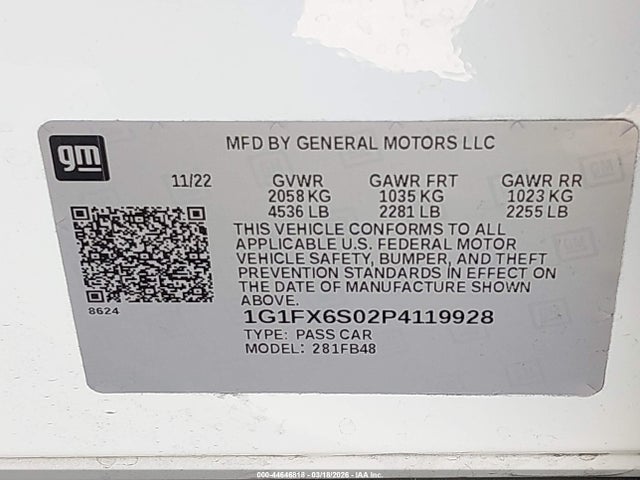 gm
MFD BY GENERAL MOTORS LLC
11/22 GVWR GAWR FRT GAWR RR
2058 KG 1035 KG 1023 KG
4536 LB 2281 LB 2255 LB
THIS VEHICLE CONFORMS TO ALL
APPLICABLE U.S. FEDERAL MOTOR
VEHICLE SAFETY, BUMPER, AND THEFT
PREVENTION STANDARDS IN EFFECT ON
THE DATE OF MANUFACTURE SHOWN
ABOVE.
8624
1G1FX6S02P4119928
TYPE: PASS CAR
MODEL: 281FB48
000-44646818 - 03/18/2026 - IAAI.CA